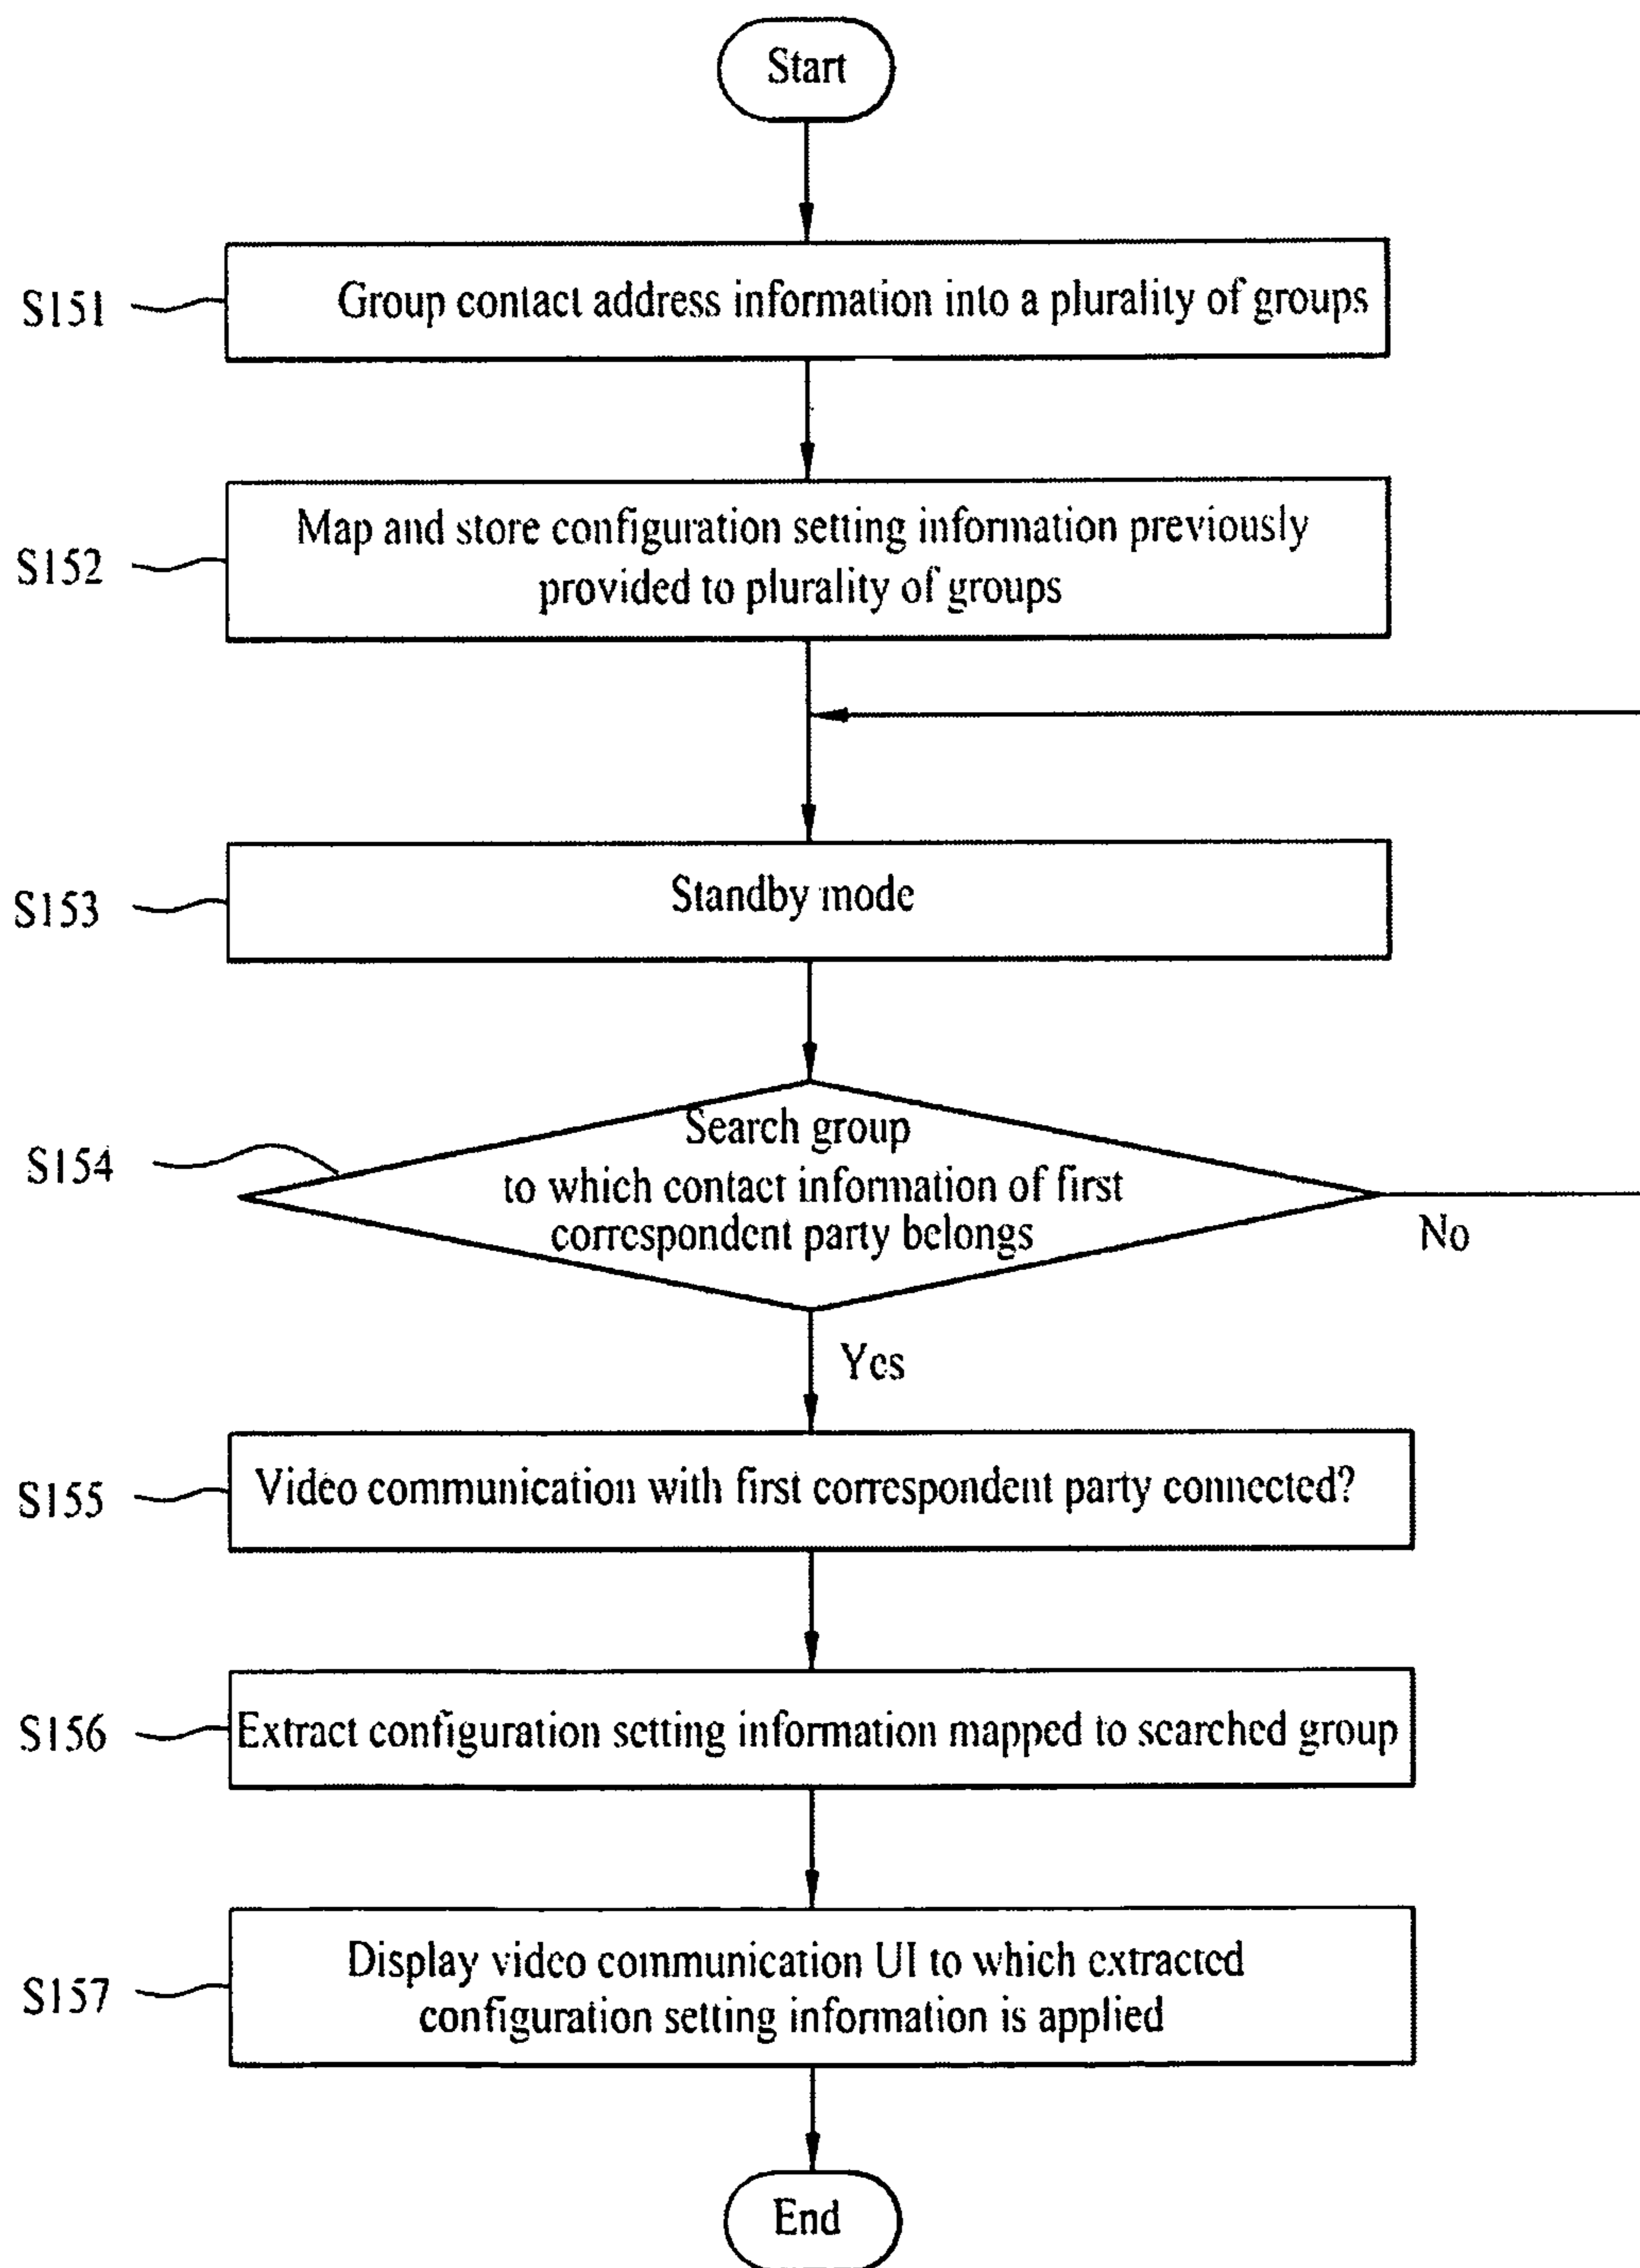 Start
S151
Group contact address information into a plurality of groups
S152
Map and store configuration setting information previously
provided to plurality of groups
S153
Standby mode
S154
Search group
to which contact information of first
correspondent party belongs
No
Yes
S155
Video communication with first correspondent party connected?
S156
Extract configuration setting information mapped to searched group
S157
Display video communication UI to which extracted
configuration setting information is applied
End